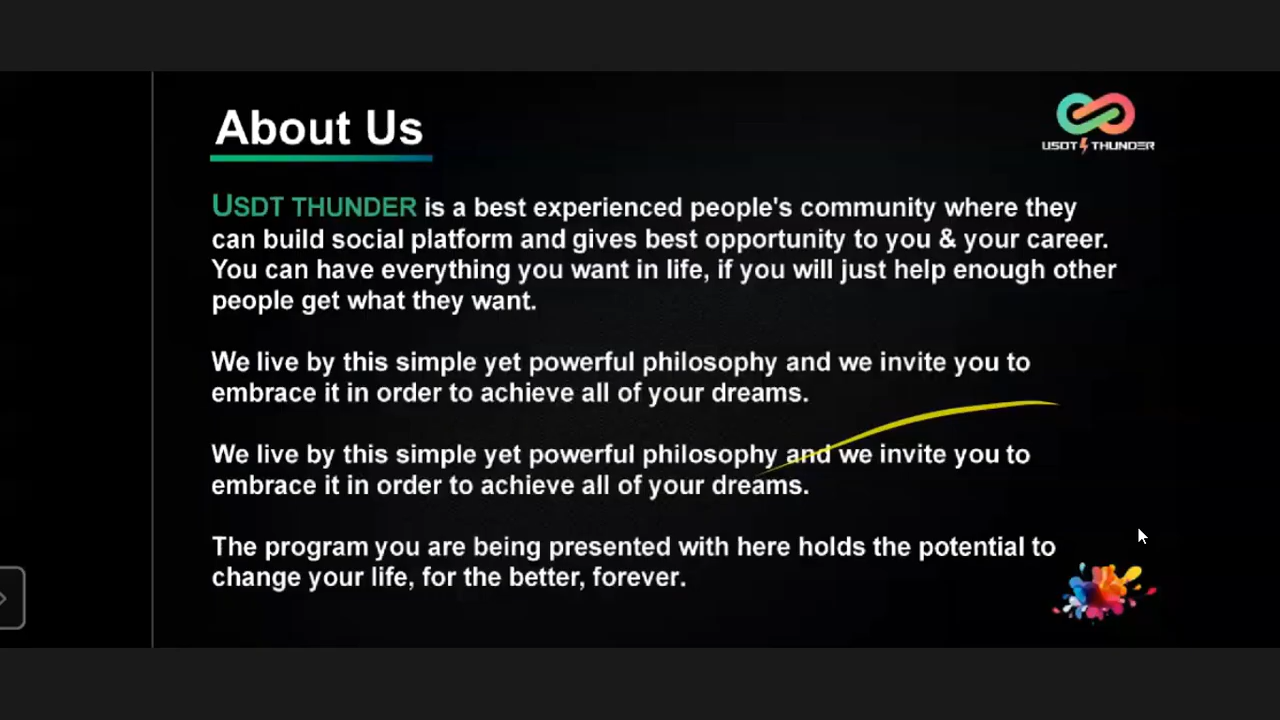 About Us
USDT THUNDER
USDT THUNDER is a best experienced people's community where they
can build social platform and gives best opportunity to you & your career.
You can have everything you want in life, if you will just help enough other
people get what they want.
We live by this simple yet powerful philosophy and we invite you to
embrace it in order to achieve all of your dreams.
We live by this simple yet powerful philosophy and we invite you to
embrace it in order to achieve all of your dreams.
The program you are being presented with here holds the potential to
change your life, for the better, forever.